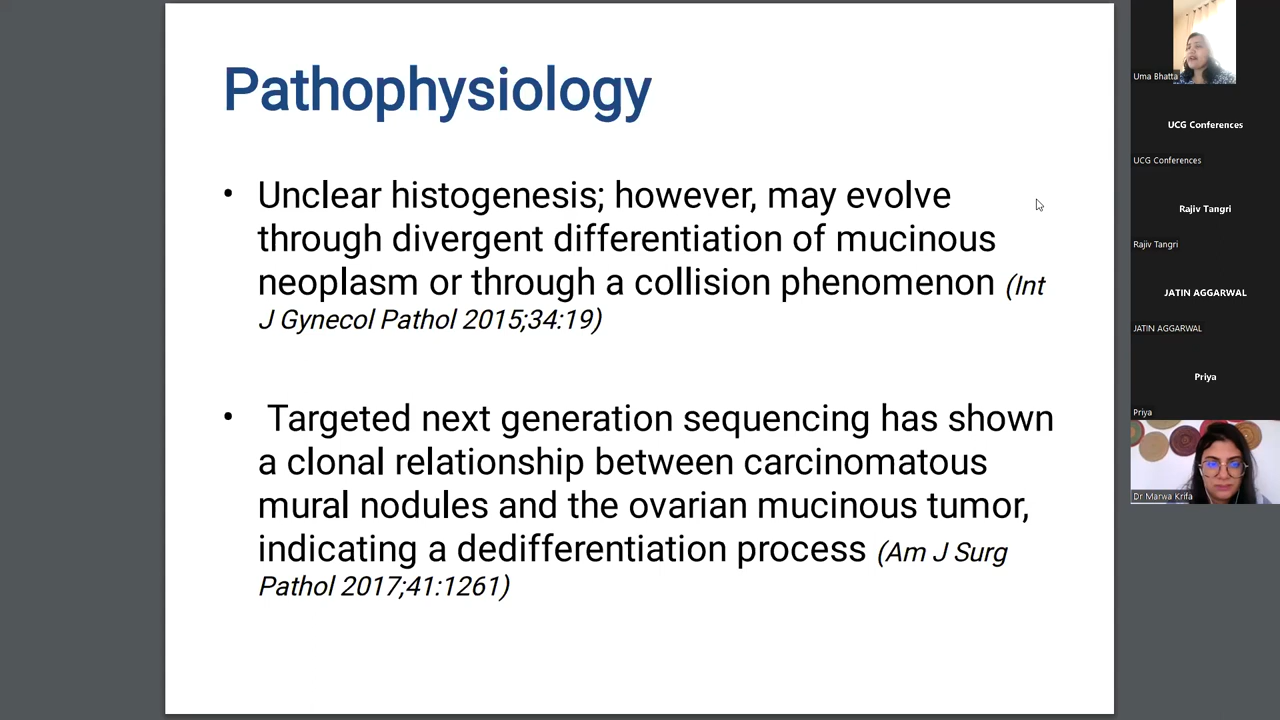 Pathophysiology
• Unclear histogenesis; however, may evolve
through divergent differentiation of mucinous
neoplasm or through a collision phenomenon (Int
J Gynecol Pathol 2015;34:19)
• Targeted next generation sequencing has shown
a clonal relationship between carcinomatous
mural nodules and the ovarian mucinous tumor,
indicating a dedifferentiation process (Am J Surg
Pathol 2017;41:1261)
Uma Bhatta
UCG Conferences
UCG Conferences
Rajiv Tangri
Rajiv Tangri
JATIN AGGARWAL
JATIN AGGARWAL
Priya
Priya
Dr Marwa Krifa